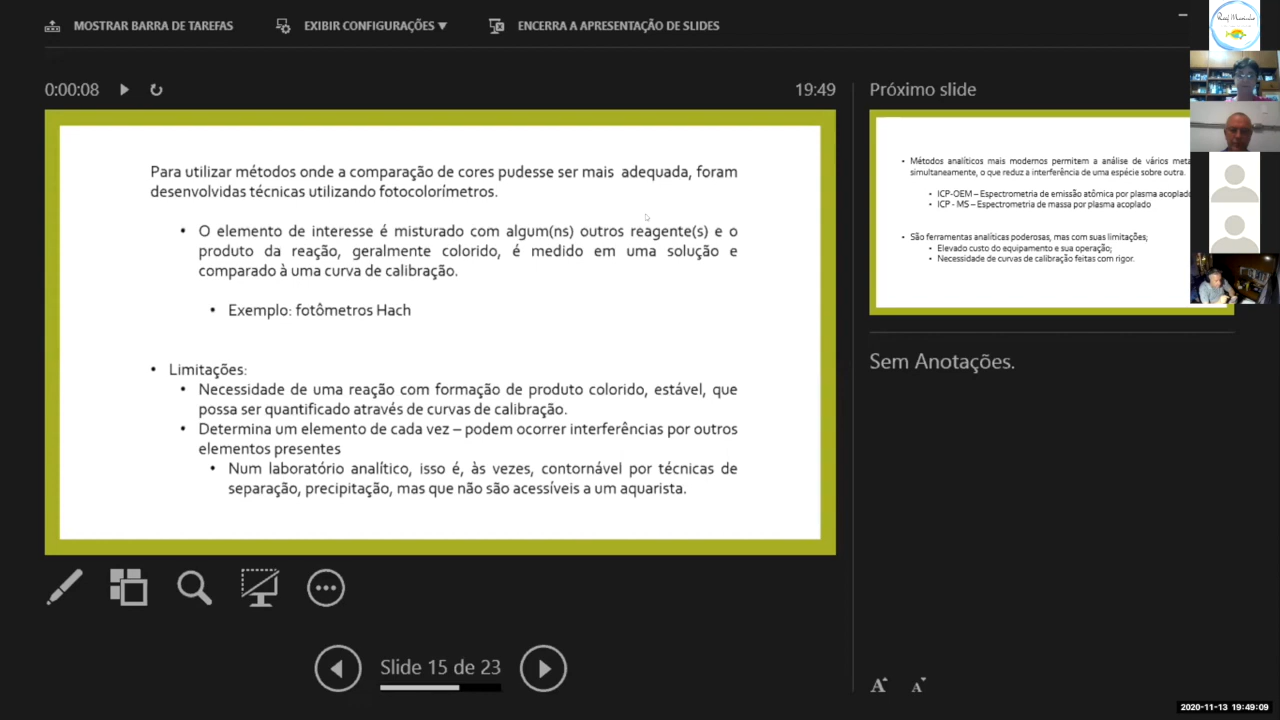 MOSTRAR BARRA DE TAREFAS
EXIBIR CONFIGURAÇÕES ▼
ENCERRA A APRESENTAÇÃO DE SLIDES
0:00:08
19:49
Para utilizar métodos onde a comparação de cores pudesse ser mais adequada, foram
desenvolvidas técnicas utilizando fotocolorímetros.
• O elemento de interesse é misturado com algum(ns) outros reagente(s) e o
produto da reação, geralmente colorido, é medido em uma solução e
comparado à uma curva de calibração.
• Exemplo: fotômetros Hach
• Limitações:
• Necessidade de uma reação com formação de produto colorido, estável, que
possa ser quantificado através de curvas de calibração.
• Determina um elemento de cada vez – podem ocorrer interferências por outros
elementos presentes
• Num laboratório analítico, isso é, às vezes, contornável por técnicas de
separação, precipitação, mas que não são acessíveis a um aquarista.
Slide 15 de 23
Próximo slide
• Métodos analíticos mais modernos permitem a análise de vários meta
simultaneamente, o que reduz a interferência de uma espécie sobre outra.
• ICP-OEM – Espectrometria de emissão atômica por plasma acoplado
• ICP - MS – Espectrometria de massa por plasma acoplado
• São ferramentas analíticas poderosas, mas com suas limitações;
• Elevado custo do equipamento e sua operação;
• Necessidade de curvas de calibração feitas com rigor.
Sem Anotações.
A A
2020-11-13 19:49:09